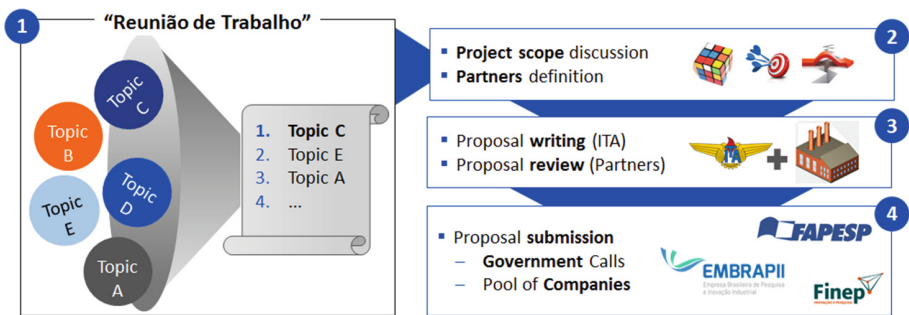 1
“Reunião de Trabalho”
Topic
C
Topic
B
Topic
D
Topic
E
Topic
A
1. Topic C
2. Topic E
3. Topic A
4. ...
2
▪ Project scope discussion
▪ Partners definition
3
▪ Proposal writing (ITA)
▪ Proposal review (Partners)
ITA
+
4
▪ Proposal submission
– Government Calls
– Pool of Companies
FAPESP
EMBRAPII
Empresa Brasileira de Pesquisa
e Inovação Industrial
Finep